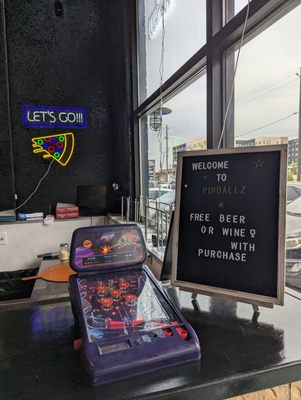 LET'S GO!!!
WELCOME
TO
PINBALLZ
FREE BEER
OR WINE
WITH
PURCHASE